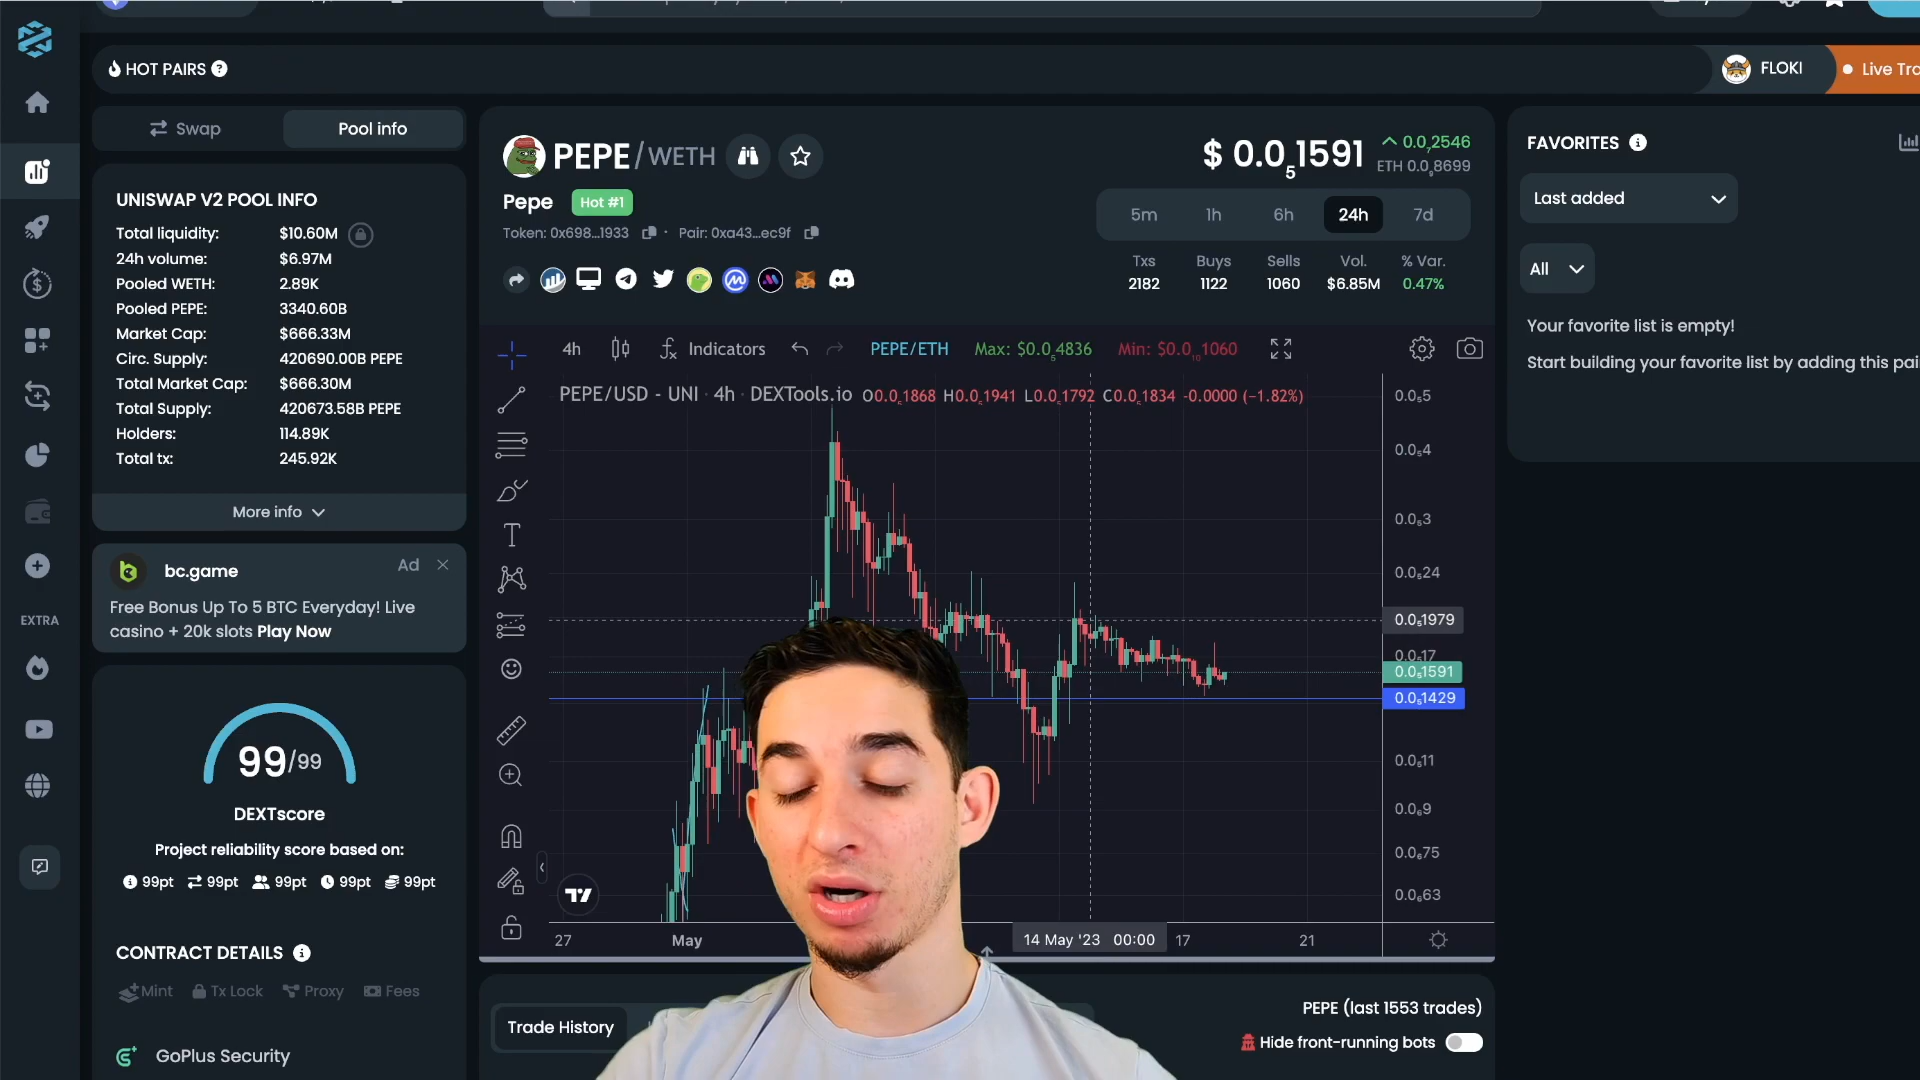 HOT PAIRS
FLOKI
Live Tra
Swap
Pool info
UNISWAP V2 POOL INFO
Total liquidity: $10.60M
24h volume: $6.97M
Pooled WETH: 2.89K
Pooled PEPE: 3340.60B
Market Cap: $666.33M
Circ. Supply: 420690.00B PEPE
Total Market Cap: $666.30M
Total Supply: 420673.58B PEPE
Holders: 114.89K
Total tx: 245.92K
More info
bc.game
Ad
Free Bonus Up To 5 BTC Everyday! Live
casino + 20k slots Play Now
EXTRA
99/99
DEXTscore
Project reliability score based on:
99pt 99pt 99pt 99pt 99pt
CONTRACT DETAILS
Mint Tx Lock Proxy Fees
GoPlus Security
PEPE/WETH
Pepe
Hot #1
Token: 0x698...1933 · Pair: 0xa43...ec9f
$ 0.0₅1591
0.0₇2546
ETH 0.0₉8699
5m 1h 6h 24h 7d
Txs Buys Sells Vol. % Var.
2182 1122 1060 $6.85M 0.47%
4h
Indicators
PEPE/ETH
Max: $0.0₅4836
Min: $0.0₁₀1060
PEPE/USD - UNI · 4h · DEXTools.io O0.0₅1868 H0.0₅1941 L0.0₅1792 C0.0₅1834 -0.0000 (−1.82%)
0.0₅5
0.0₅4
0.0₅3
0.0₅24
0.0₅1979
0.0₅17
0.0₅1591
0.0₅1429
0.0₅11
0.0₆9
0.0₆75
0.0₆63
27 May 14 May '23 00:00 17 21
Trade History
PEPE (last 1553 trades)
Hide front-running bots
FAVORITES
Last added
All
Your favorite list is empty!
Start building your favorite list by adding this pai